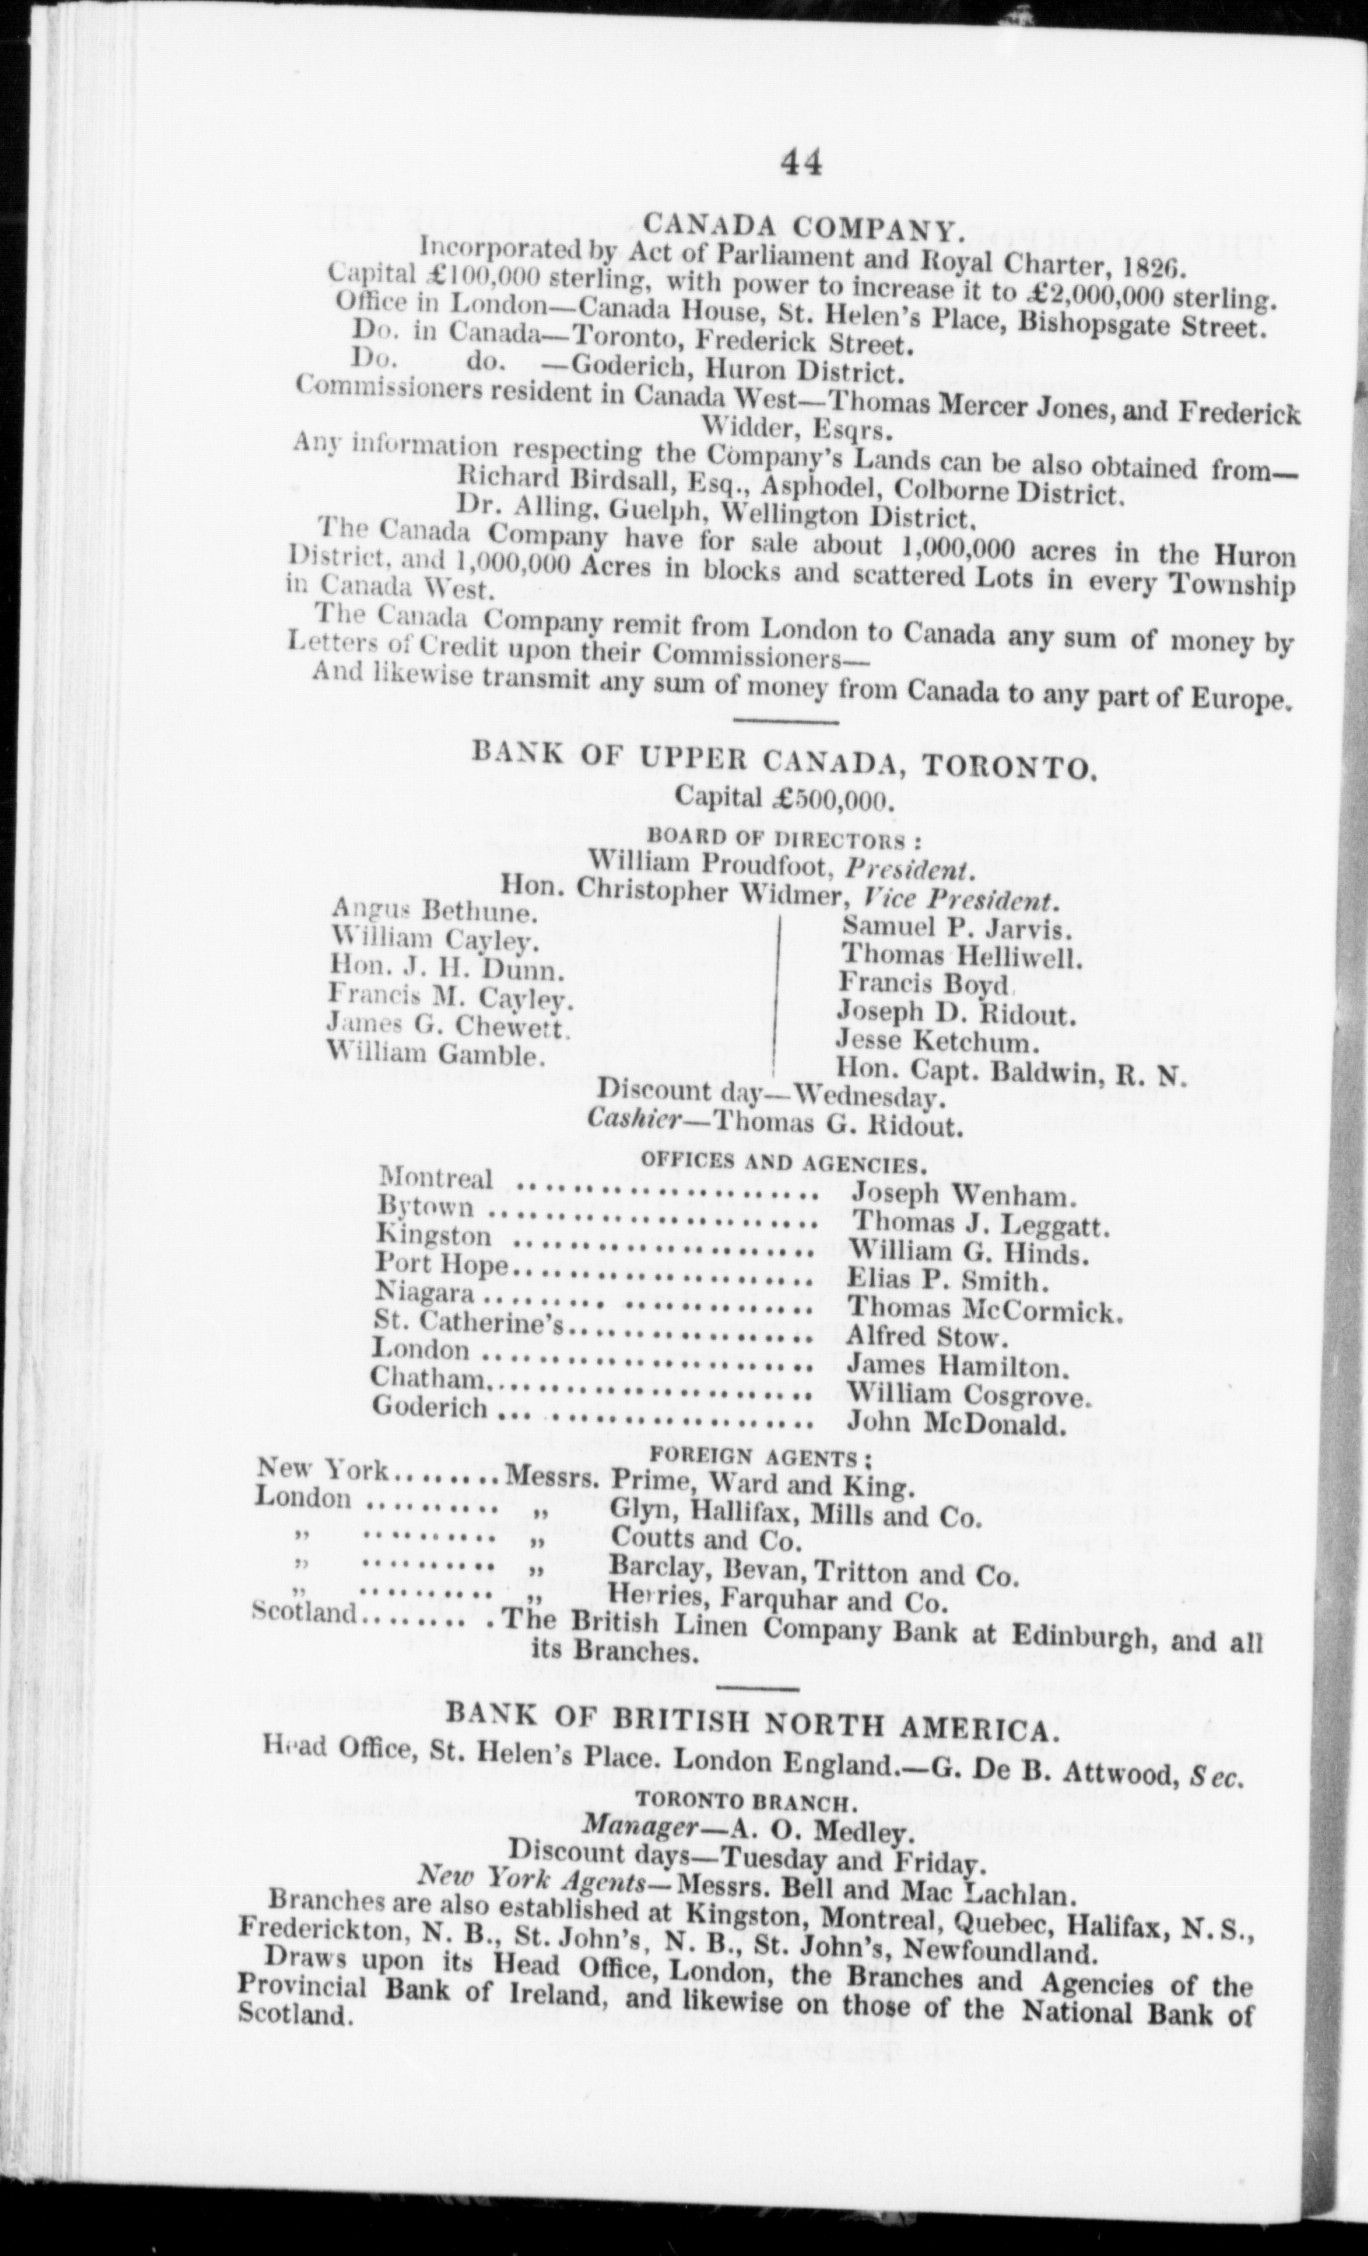 44
CANADA COMPANY.
Incorporated by Act of Parliament and Royal Charter, 1826.
Capital £100,000 sterling, with power to increase it to £2,000,000 sterling.
Office in London—Canada House, St. Helen's Place, Bishopsgate Street.
Do. in Canada—Toronto, Frederick Street.
Do. do. —Goderich, Huron District.
Commissioners resident in Canada West—Thomas Mercer Jones, and Frederick
Widder, Esqrs.
Any information respecting the Company's Lands can be also obtained from—
Richard Birdsall, Esq., Asphodel, Colborne District.
Dr. Alling. Guelph, Wellington District.
The Canada Company have for sale about 1,000,000 acres in the Huron
District, and 1,000,000 Acres in blocks and scattered Lots in every Township
in Canada West.
The Canada Company remit from London to Canada any sum of money by
Letters of Credit upon their Commissioners—
And likewise transmit any sum of money from Canada to any part of Europe.
BANK OF UPPER CANADA, TORONTO.
Capital £500,000.
BOARD OF DIRECTORS :
William Proudfoot, President.
Hon. Christopher Widmer, Vice President.
Angus Bethune.
William Cayley.
Hon. J. H. Dunn.
Francis M. Cayley.
James G. Chewett.
William Gamble.
Samuel P. Jarvis.
Thomas Helliwell.
Francis Boyd.
Joseph D. Ridout.
Jesse Ketchum.
Hon. Capt. Baldwin, R. N.
Discount day—Wednesday.
Cashier—Thomas G. Ridout.
OFFICES AND AGENCIES.
Montreal ...................... Joseph Wenham.
Bytown ........................ Thomas J. Leggatt.
Kingston ...................... William G. Hinds.
Port Hope...................... Elias P. Smith.
Niagara ......... .............. Thomas McCormick.
St. Catherine's.................. Alfred Stow.
London ........................ James Hamilton.
Chatham........................ William Cosgrove.
Goderich ... ................... John McDonald.
FOREIGN AGENTS :
New York........Messrs. Prime, Ward and King.
London .......... „ Glyn, Hallifax, Mills and Co.
„ .......... „ Coutts and Co.
„ .......... „ Barclay, Bevan, Tritton and Co.
„ .......... „ Herries, Farquhar and Co.
Scotland........ .The British Linen Company Bank at Edinburgh, and all
its Branches.
BANK OF BRITISH NORTH AMERICA.
Head Office, St. Helen's Place. London England.—G. De B. Attwood, Sec.
TORONTO BRANCH.
Manager—A. O. Medley.
Discount days—Tuesday and Friday.
New York Agents—Messrs. Bell and Mac Lachlan.
Branches are also established at Kingston, Montreal, Quebec, Halifax, N. S.,
Frederickton, N. B., St. John's, N. B., St. John's, Newfoundland.
Draws upon its Head Office, London, the Branches and Agencies of the
Provincial Bank of Ireland, and likewise on those of the National Bank of
Scotland.